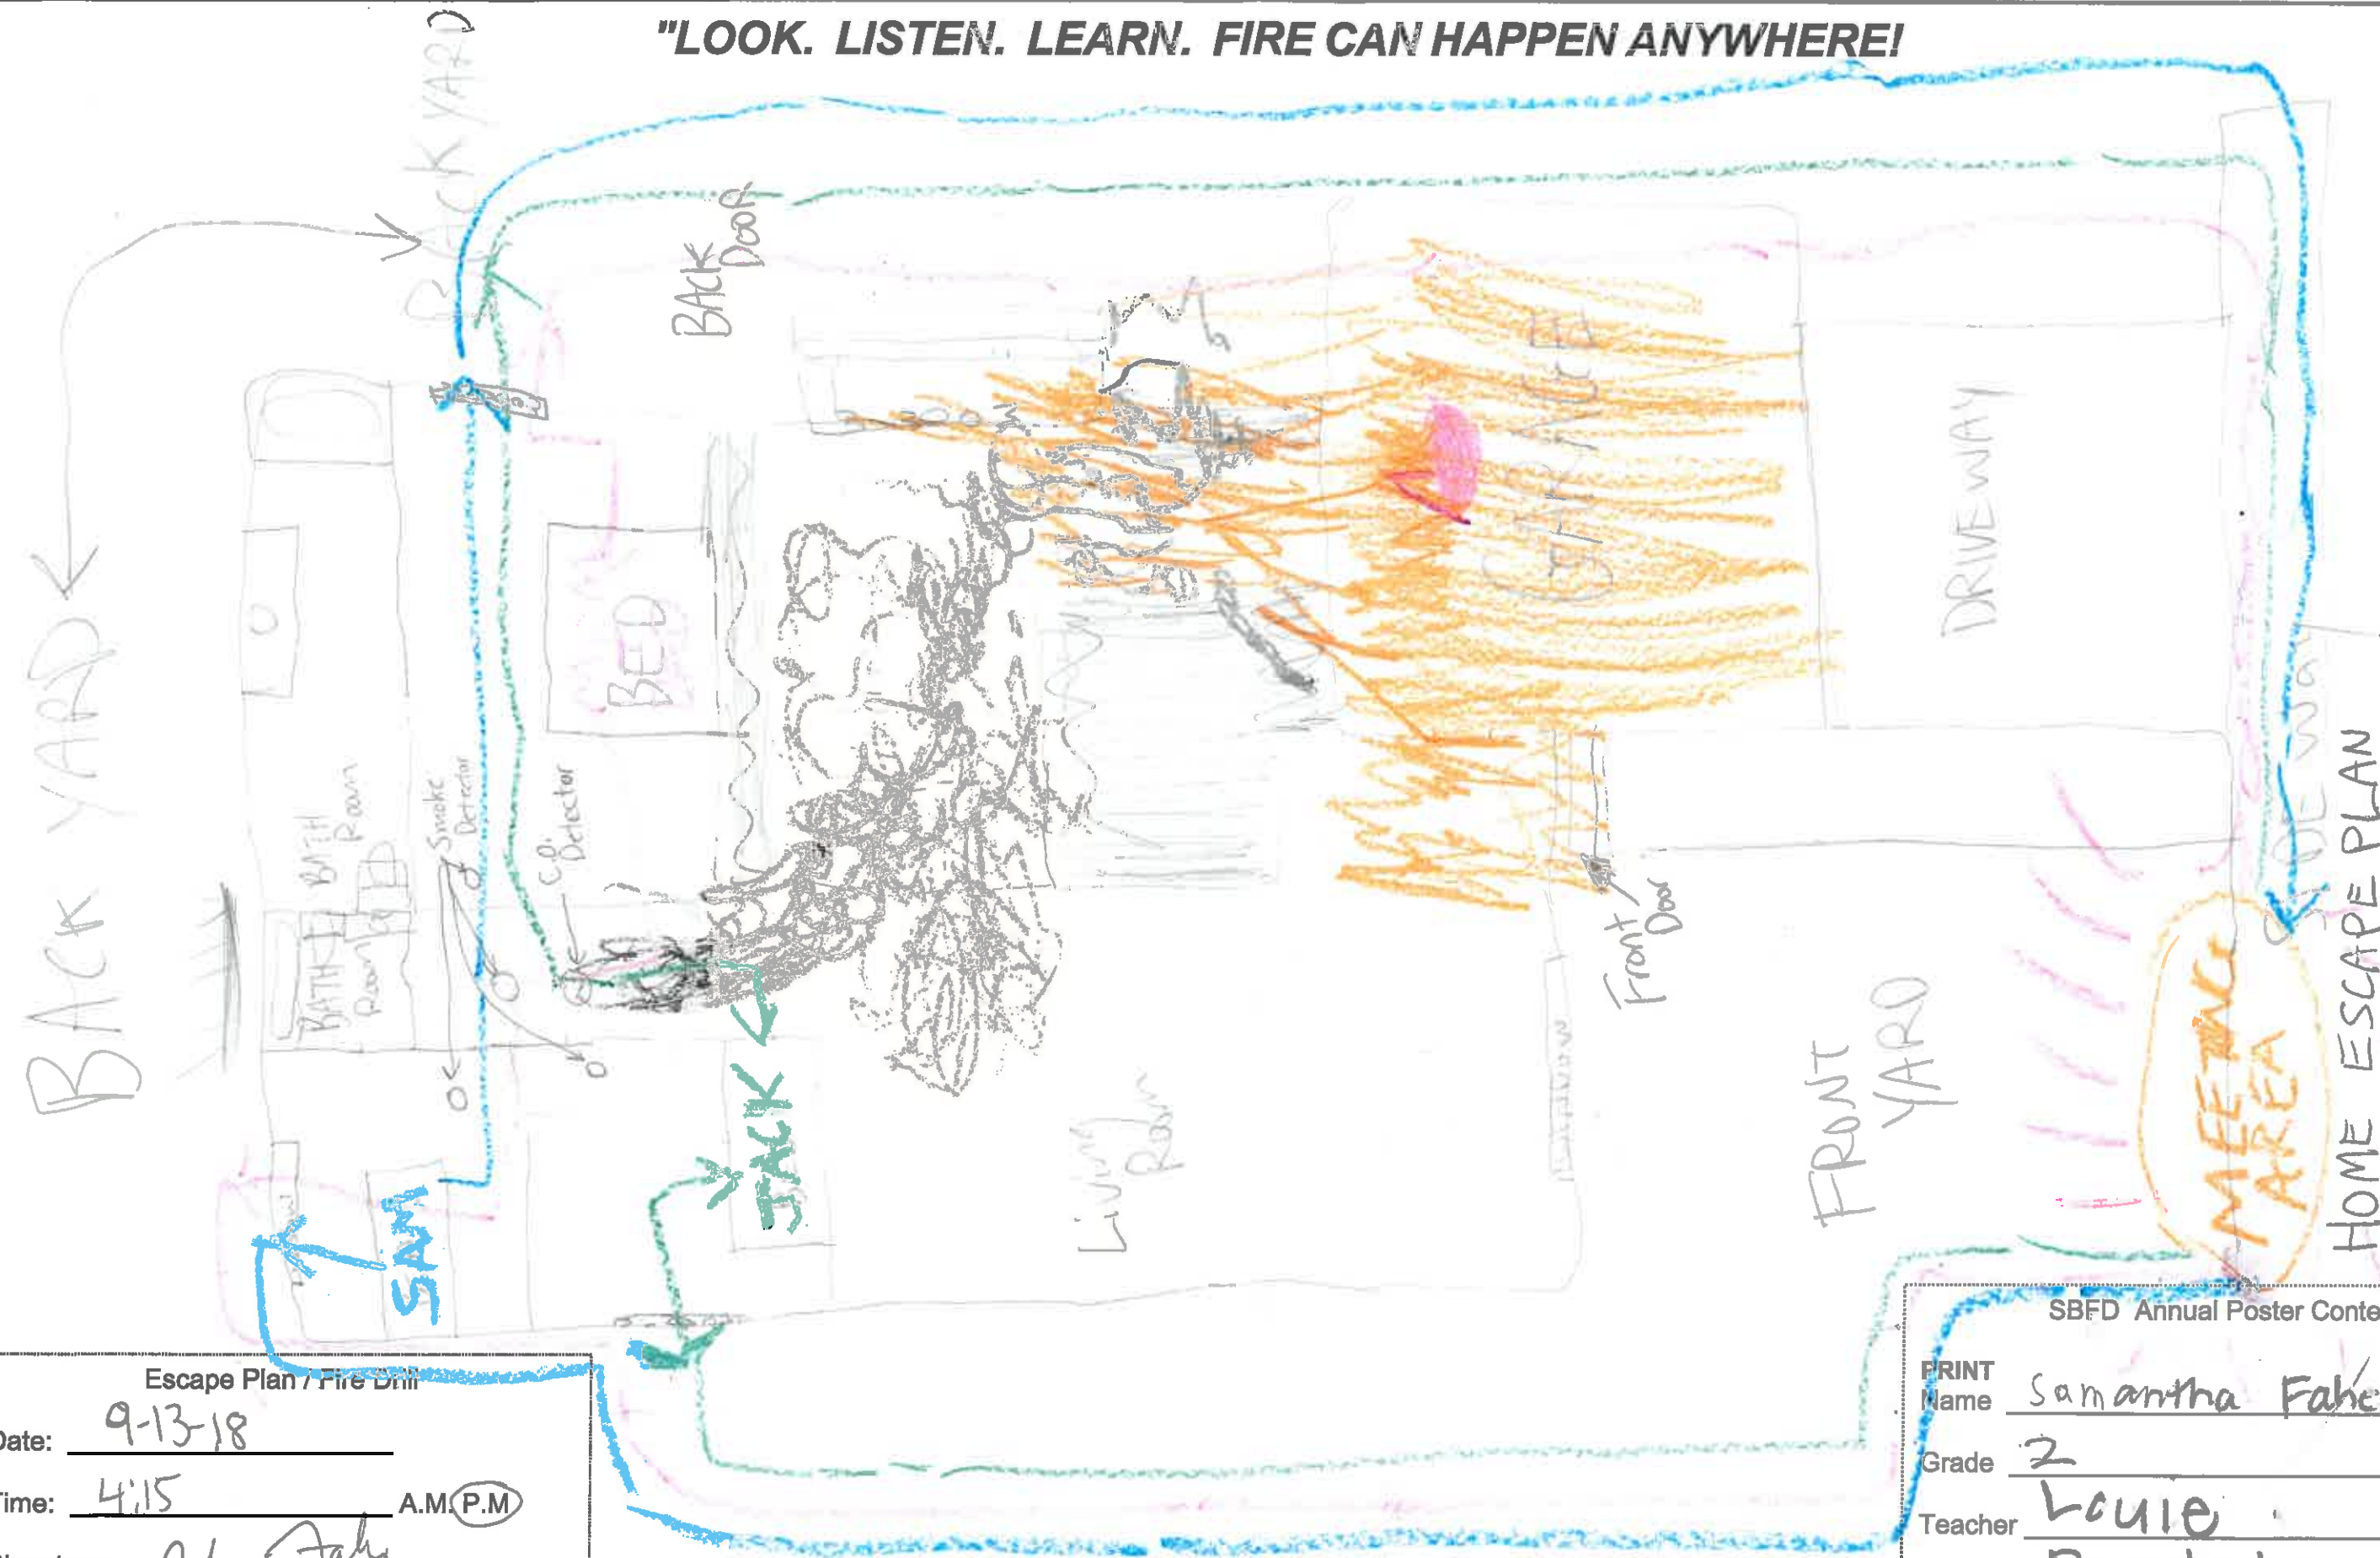 "LOOK. LISTEN. LEARN. FIRE CAN HAPPEN ANYWHERE!
BACKYARD
BACK
DOOR
GARAGE
DRIVEWAY
BED
BACK YARD
BATH
Room
BATH
Room
Smoke
Detector
C.O.
Detector
Front
Door
JACK
SAM
Living
Room
WINDOW
FRONT
YARD
MEETING
AREA
HOME ESCAPE PLAN
Escape Plan / Fire Drill
Date: 9-13-18
Time: 4:15 A.M. P.M
SBFD Annual Poster Conte
PRINT
Name Samantha Fahe
Grade 2
Teacher Louie